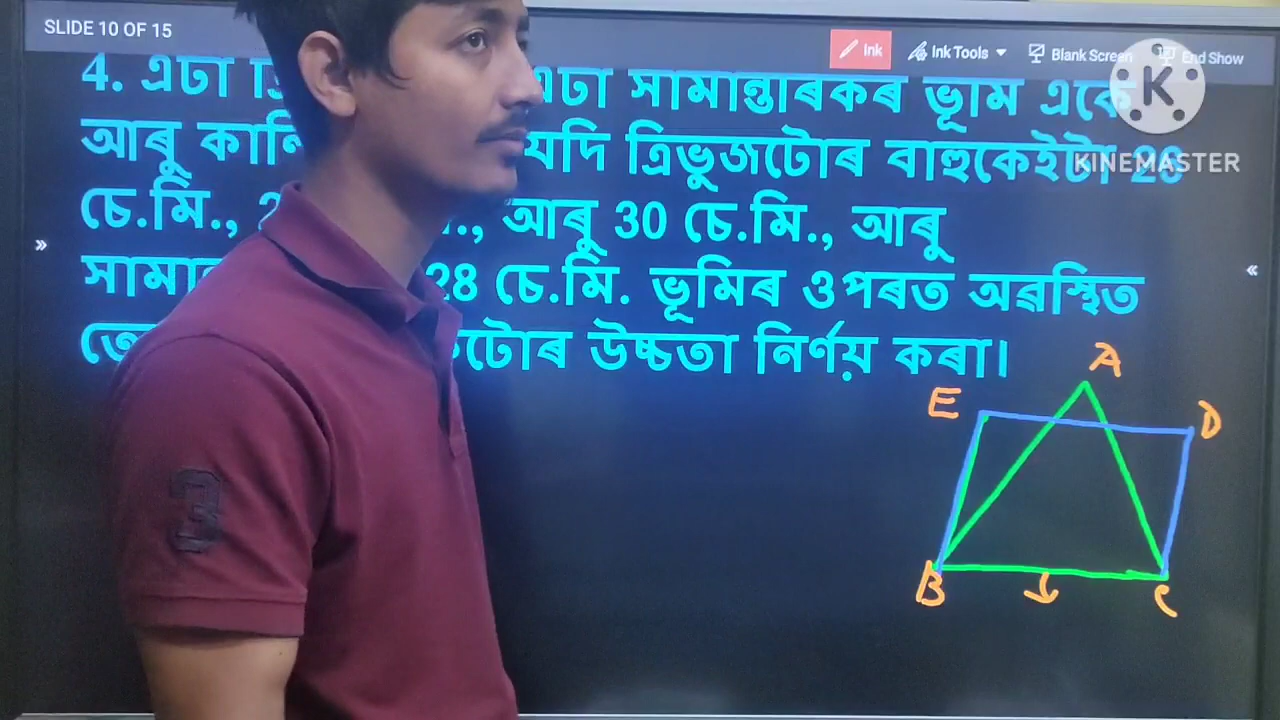 SLIDE 10 OF 15
Ink Ink Tools Blank Screen End Show
4. এটা এটা সামান্তৰিকৰ ভূমি একে
K
আৰু যদি ত্ৰিভুজটোৰ বাহুকেইটা 26
KINEMASTER
চে.মি., আৰু 30 চে.মি., আৰু
28 চে.মি. ভূমিৰ ওপৰত অৱস্থিত
উচ্চতা নিৰ্ণয় কৰা।
A
E D
B C